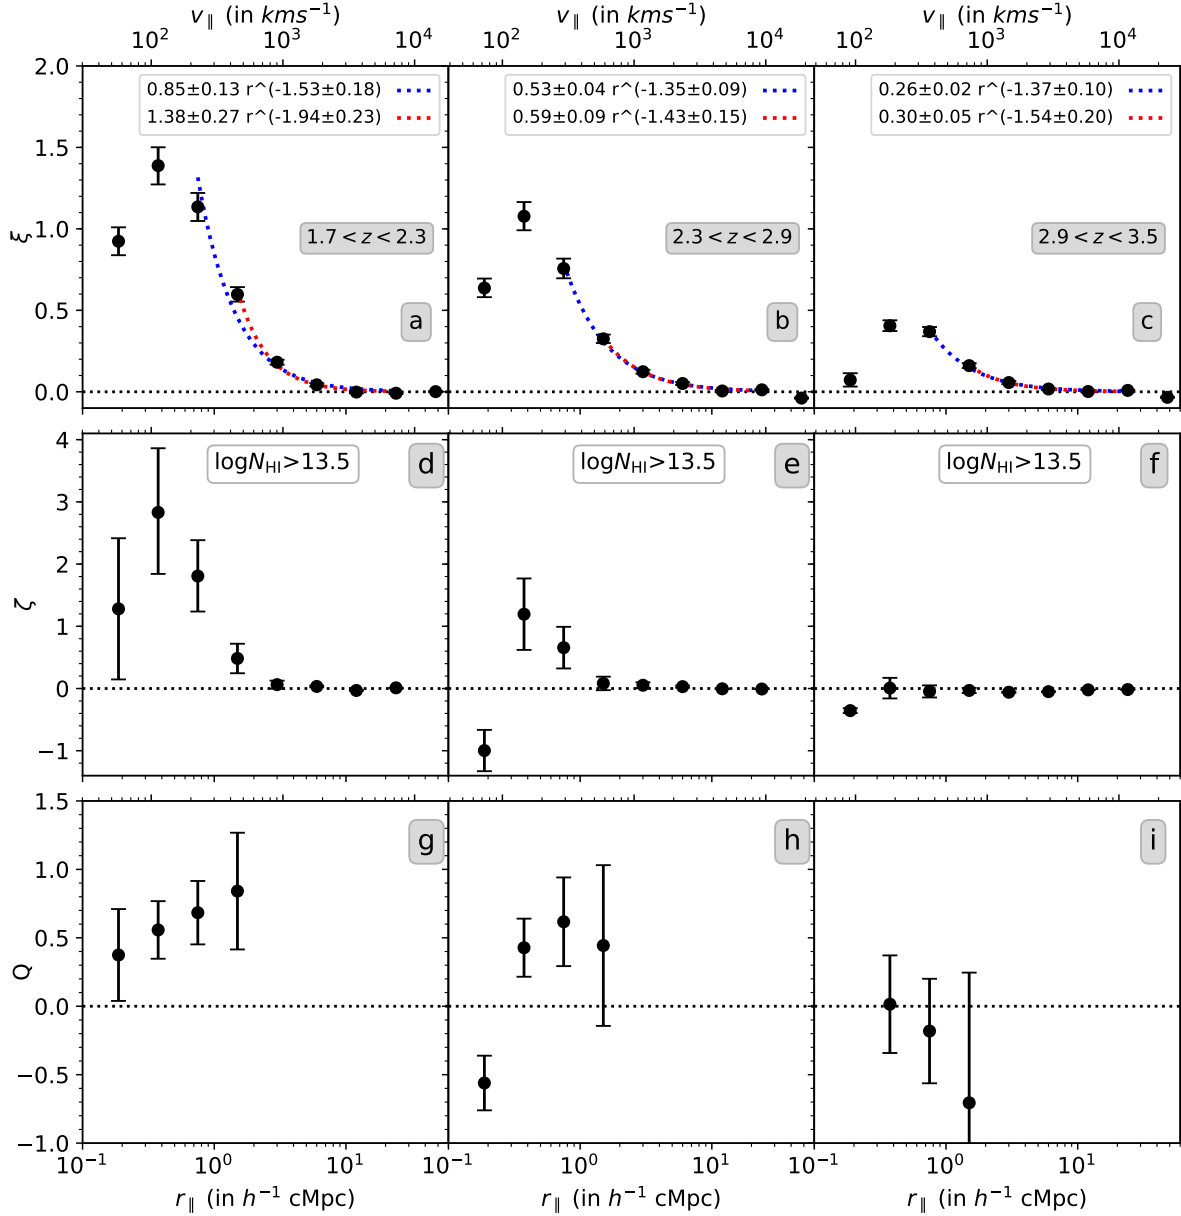 v∥ (in kms⁻¹) v∥ (in kms⁻¹) v∥ (in kms⁻¹)
10² 10³ 10⁴ 10² 10³ 10⁴ 10² 10³ 10⁴
2.0
0.85±0.13 r^(-1.53±0.18) 0.53±0.04 r^(-1.35±0.09) 0.26±0.02 r^(-1.37±0.10)
1.38±0.27 r^(-1.94±0.23) 0.59±0.09 r^(-1.43±0.15) 0.30±0.05 r^(-1.54±0.20)
1.5
1.0
ξ
1.7 < z < 2.3 2.3 < z < 2.9 2.9 < z < 3.5
0.5
a b c
0.0
4
logN_HI>13.5 d logN_HI>13.5 e logN_HI>13.5 f
3
2
ζ
1
0
−1
1.5
g h i
1.0
0.5
Q
0.0
−0.5
−1.0
10⁻¹ 10⁰ 10¹ 10⁻¹ 10⁰ 10¹ 10⁻¹ 10⁰ 10¹
r∥ (in h⁻¹ cMpc) r∥ (in h⁻¹ cMpc) r∥ (in h⁻¹ cMpc)